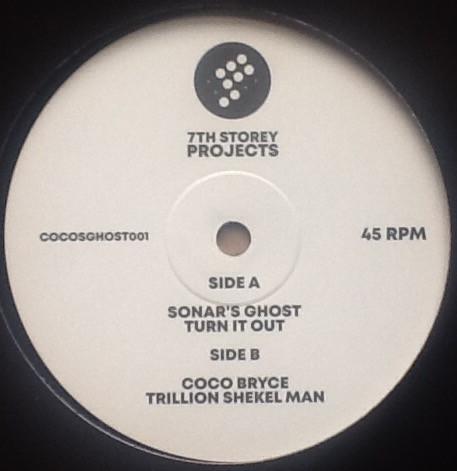 7TH STOREY
PROJECTS
COCOSGHOST001
45 RPM
SIDE A
SONAR'S GHOST
TURN IT OUT
SIDE B
COCO BRYCE
TRILLION SHEKEL MAN